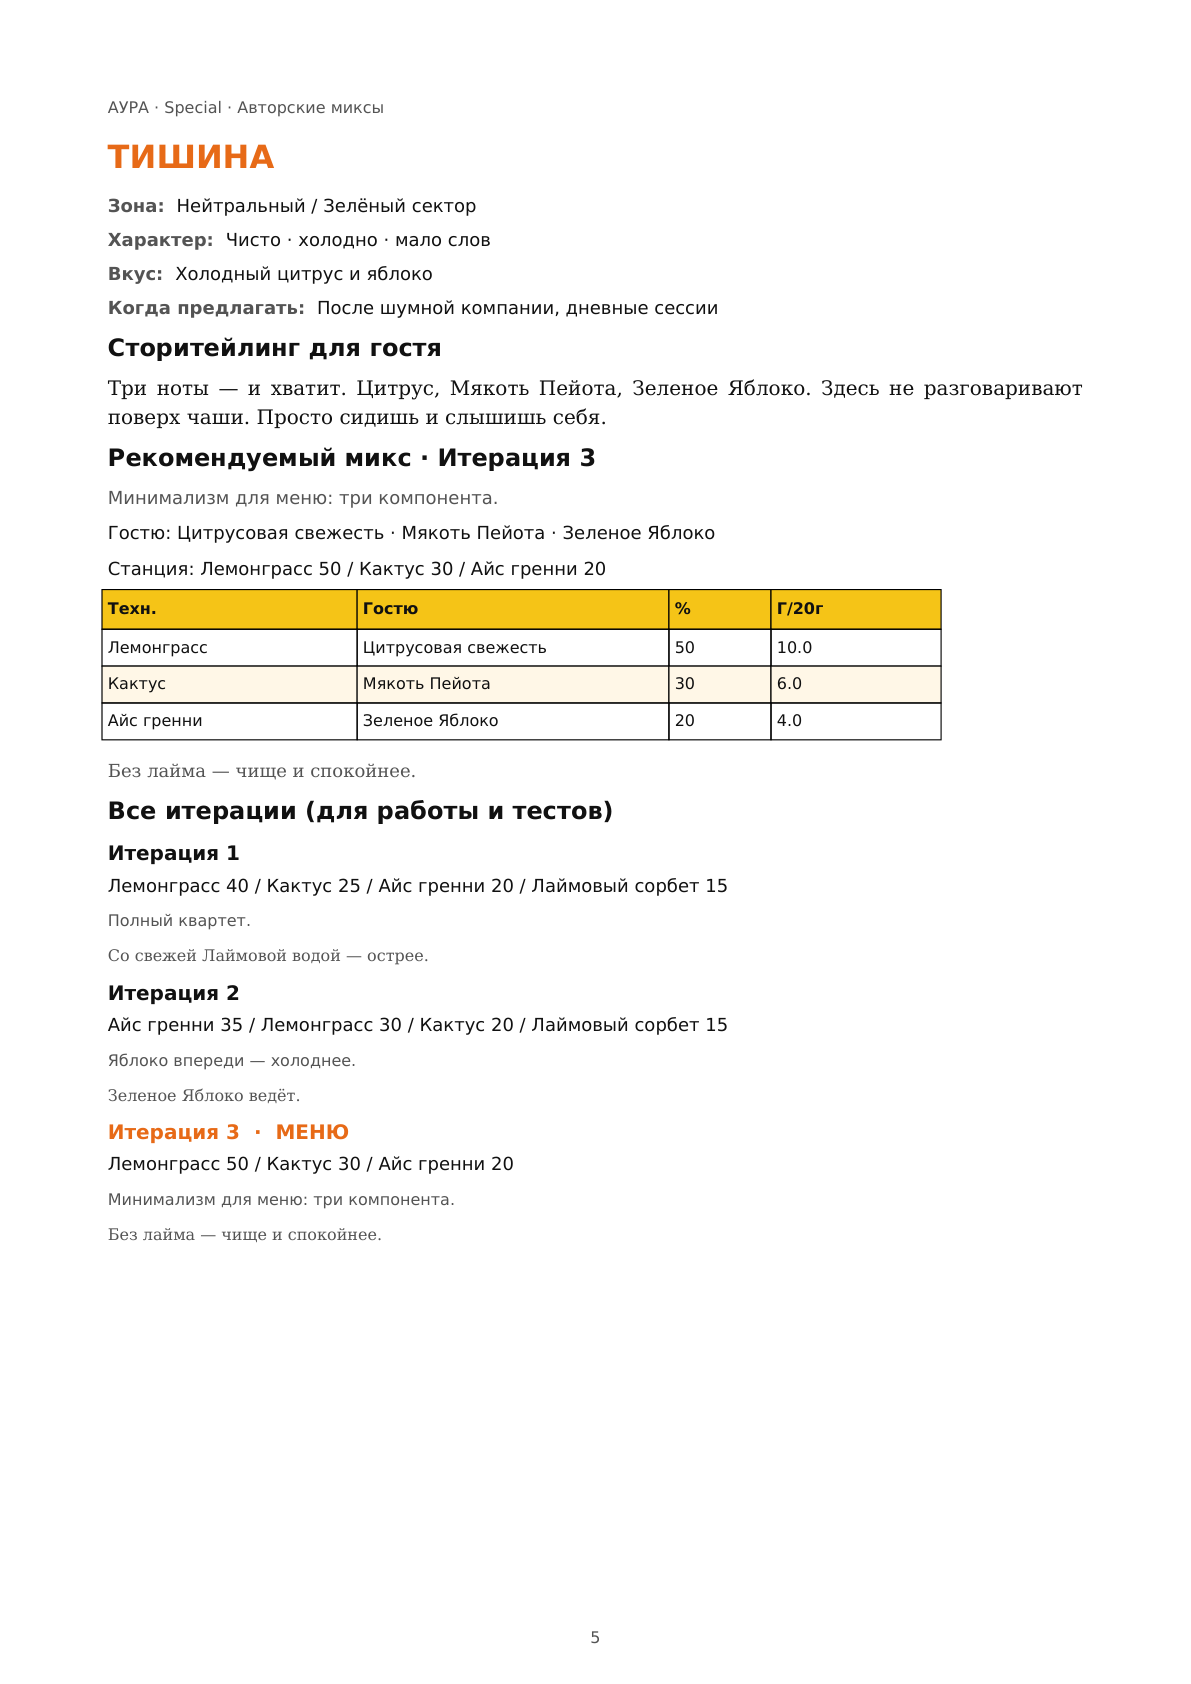 АУРА · Special · Авторские миксы
ТИШИНА
Зона: Нейтральный / Зелёный сектор
Характер: Чисто · холодно · мало слов
Вкус: Холодный цитрус и яблоко
Когда предлагать: После шумной компании, дневные сессии
Сторитейлинг для гостя
Три ноты — и хватит. Цитрус, Мякоть Пейота, Зеленое Яблоко. Здесь не разговаривают
поверх чаши. Просто сидишь и слышишь себя.
Рекомендуемый микс · Итерация 3
Минимализм для меню: три компонента.
Гостю: Цитрусовая свежесть · Мякоть Пейота · Зеленое Яблоко
Станция: Лемонграсс 50 / Кактус 30 / Айс гренни 20
Техн. Гостю % Г/20г
Лемонграсс Цитрусовая свежесть 50 10.0
Кактус Мякоть Пейота 30 6.0
Айс гренни Зеленое Яблоко 20 4.0
Без лайма — чище и спокойнее.
Все итерации (для работы и тестов)
Итерация 1
Лемонграсс 40 / Кактус 25 / Айс гренни 20 / Лаймовый сорбет 15
Полный квартет.
Со свежей Лаймовой водой — острее.
Итерация 2
Айс гренни 35 / Лемонграсс 30 / Кактус 20 / Лаймовый сорбет 15
Яблоко впереди — холоднее.
Зеленое Яблоко ведёт.
Итерация 3 · МЕНЮ
Лемонграсс 50 / Кактус 30 / Айс гренни 20
Минимализм для меню: три компонента.
Без лайма — чище и спокойнее.
5